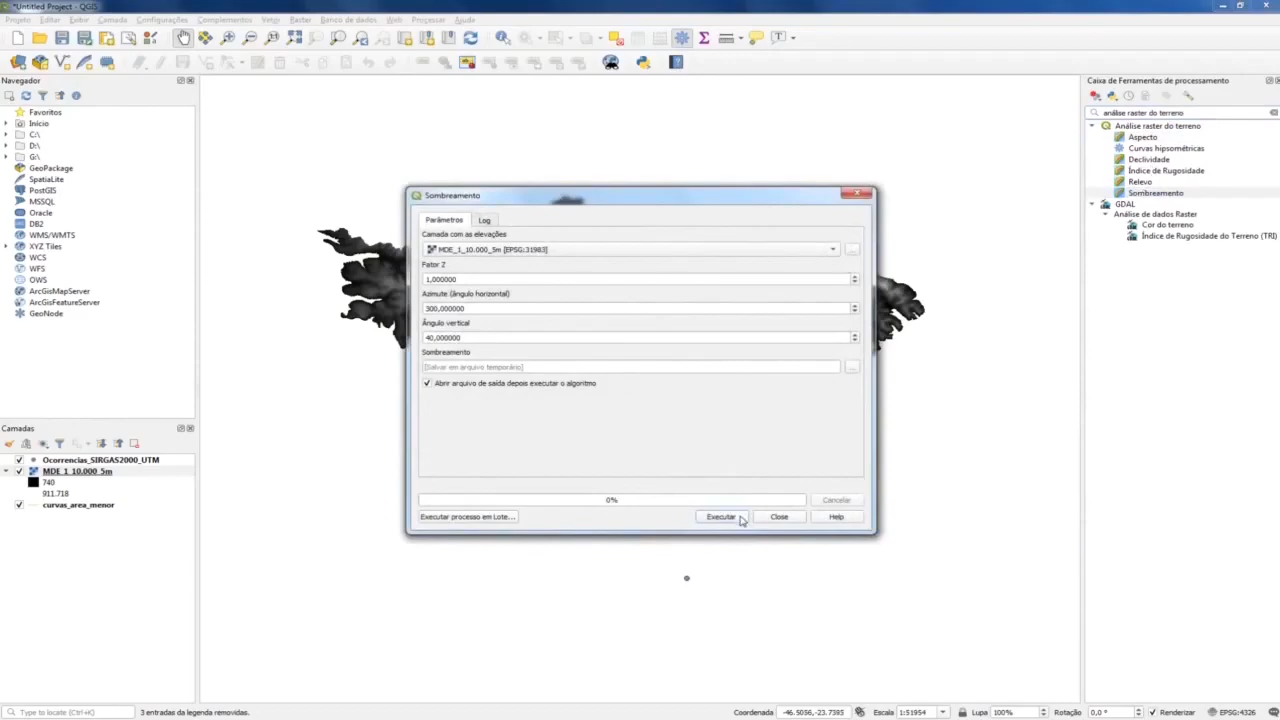 *Untitled Project - QGIS
Projeto Editar Exibir Camada Configurações Complementos Vetor Raster Banco de dados Web Processar Ajuda
Navegador
Favoritos
Início
C:\
D:\
G:\
GeoPackage
SpatiaLite
PostGIS
MSSQL
Oracle
DB2
WMS/WMTS
XYZ Tiles
WCS
WFS
OWS
ArcGisMapServer
ArcGisFeatureServer
GeoNode
Camadas
Ocorrencias_SIRGAS2000_UTM
MDE_1_10.000_5m
740
911.718
curvas_area_menor
Sombreamento
Parâmetros Log
Camada com as elevações
MDE_1_10.000_5m [EPSG:31983]
Fator Z
1,000000
Azimute (ângulo horizontal)
300,000000
Ângulo vertical
40,000000
Sombreamento
[Salvar em arquivo temporário]
Abrir arquivo de saída depois executar o algoritmo
0%
Cancelar
Executar processo em Lote...
Executar
Close
Help
Caixa de Ferramentas de processamento
análise raster do terreno
Análise raster do terreno
Aspecto
Curvas hipsométricas
Declividade
Índice de Rugosidade
Relevo
Sombreamento
GDAL
Análise de dados Raster
Cor do terreno
Índice de Rugosidade do Terreno (TRI)
Type to locate (Ctrl+K)
3 entradas da legenda removidas.
Coordenada -46.5056,-23.7395
Escala 1:51954
Lupa 100%
Rotação 0,0 °
Renderizar
EPSG:4326